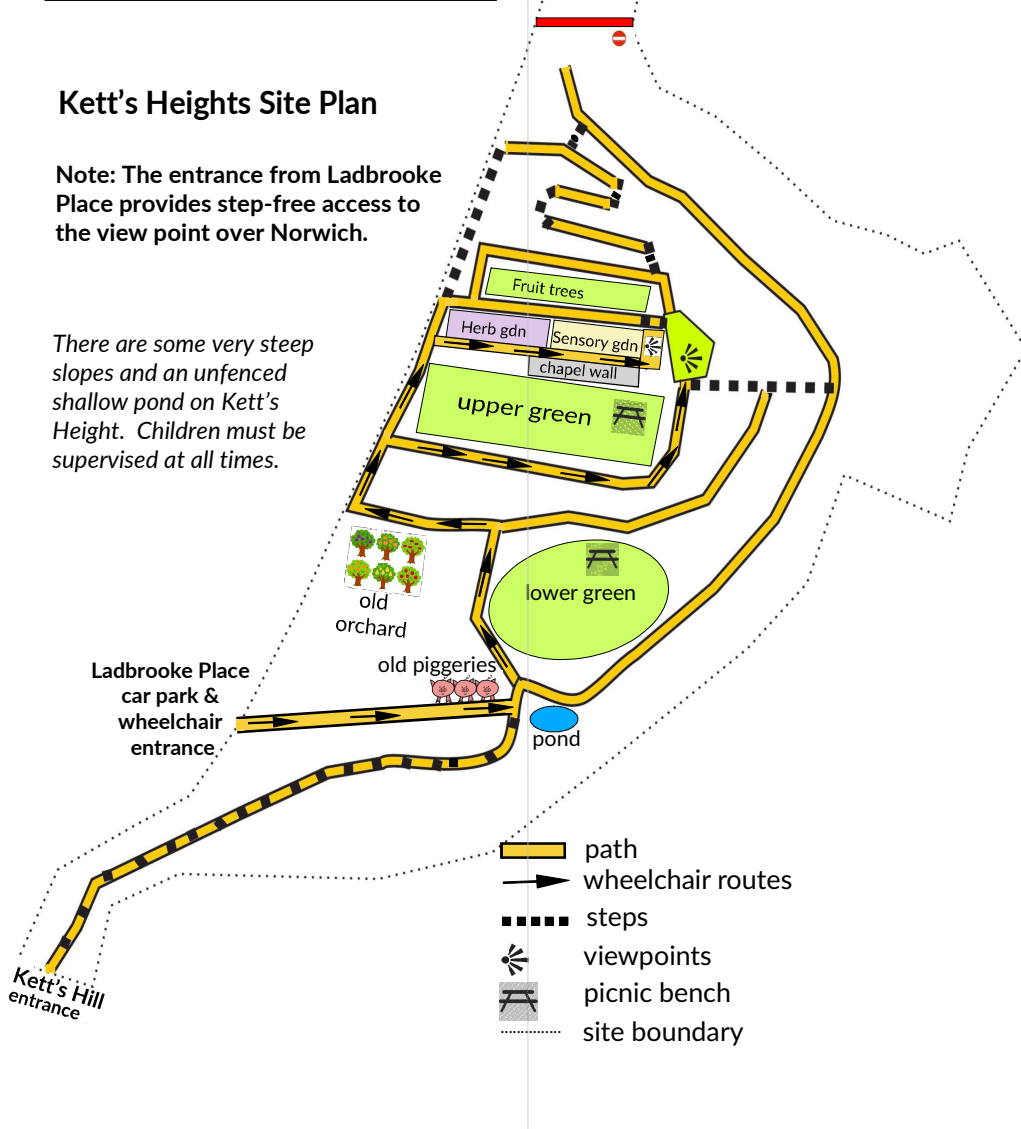 Kett’s Heights Site Plan
Note: The entrance from Ladbrooke
Place provides step-free access to
the view point over Norwich.
There are some very steep
slopes and an unfenced
shallow pond on Kett’s
Height.  Children must be
supervised at all times.
Fruit trees
Herb gdn
Sensory gdn
chapel wall
upper green
lower green
old
orchard
old piggeries
Ladbrooke Place
car park &
wheelchair
entrance
pond
Kett’s Hill
entrance
path
wheelchair routes
steps
viewpoints
picnic bench
site boundary